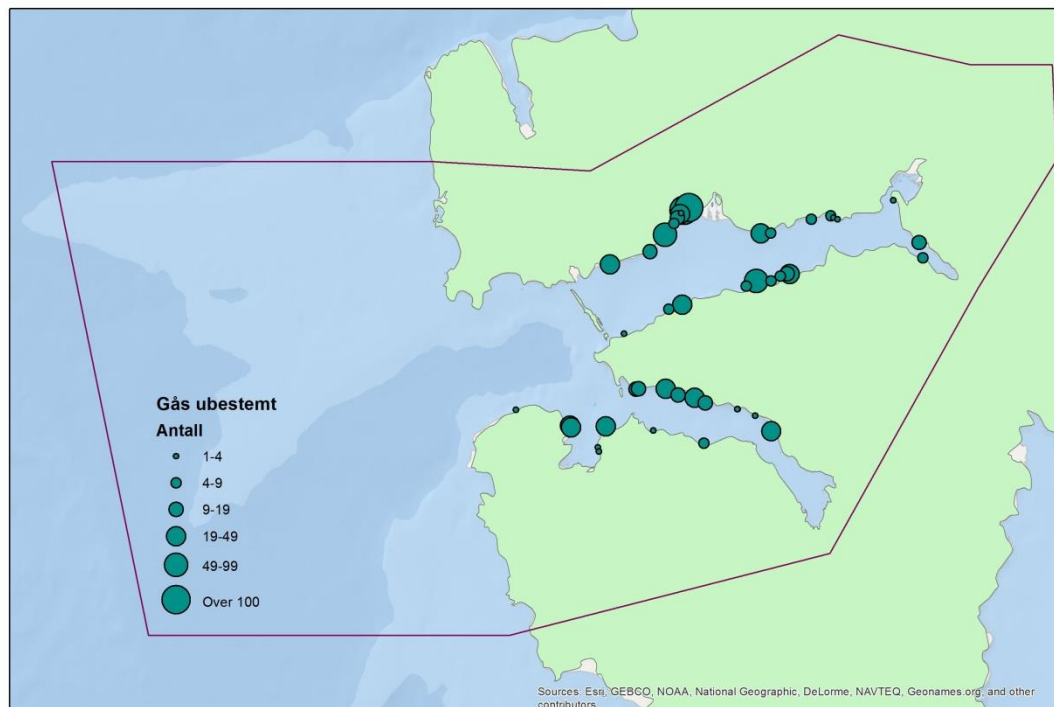 Gås ubestemt
Antall
1-4
4-9
9-19
19-49
49-99
Over 100
Sources: Esri, GEBCO, NOAA, National Geographic, DeLorme, NAVTEQ, Geonames.org, and other
contributors